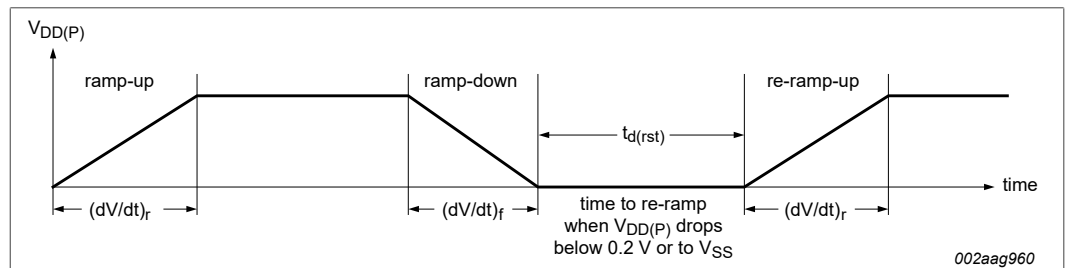 VDD(P)
ramp-up
ramp-down
re-ramp-up
td(rst)
time
(dV/dt)r
(dV/dt)f
time to re-ramp
when VDD(P) drops
below 0.2 V or to VSS
(dV/dt)r
002aag960